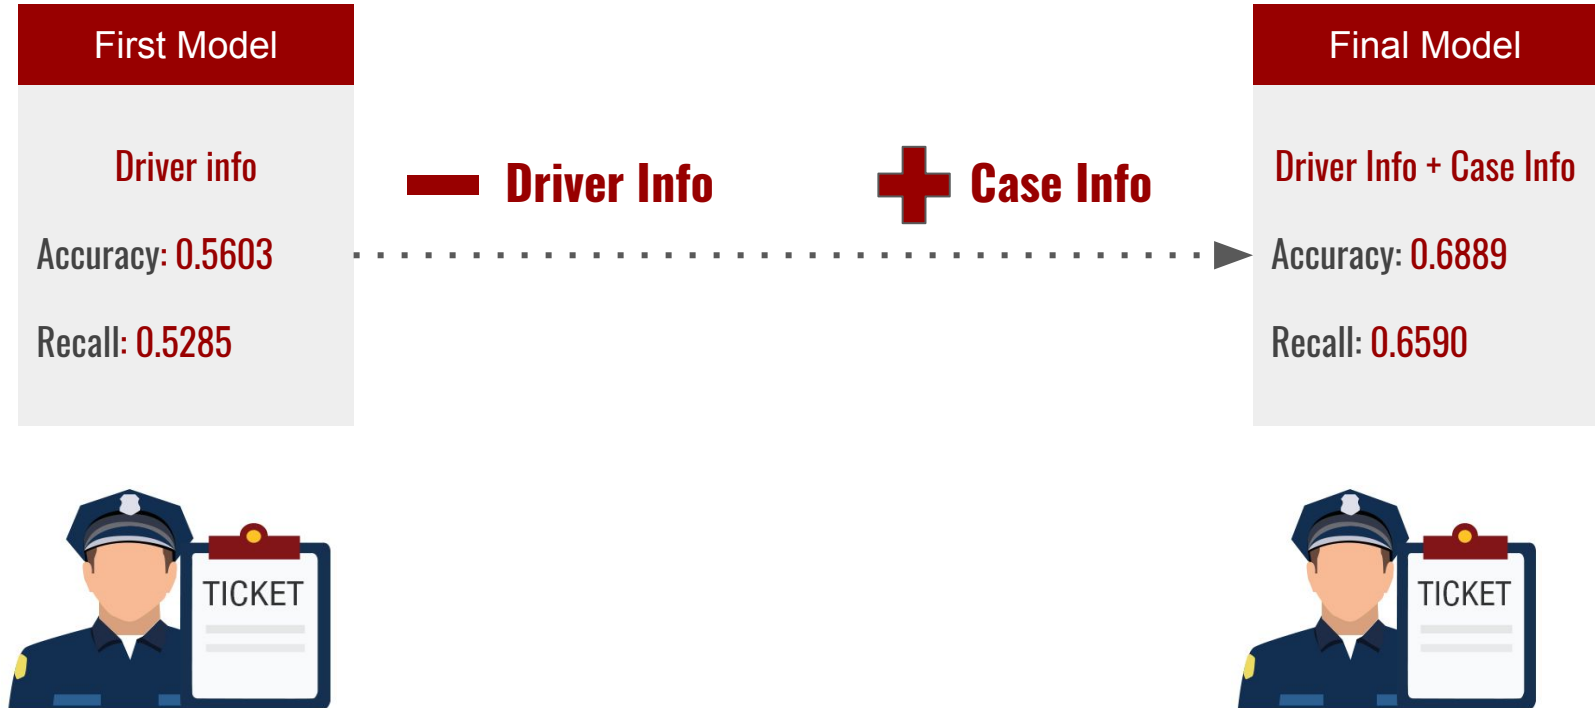 First Model
Driver info
Accuracy: 0.5603
Recall: 0.5285
Driver Info
Case Info
Final Model
Driver Info + Case Info
Accuracy: 0.6889
Recall: 0.6590
TICKET
TICKET